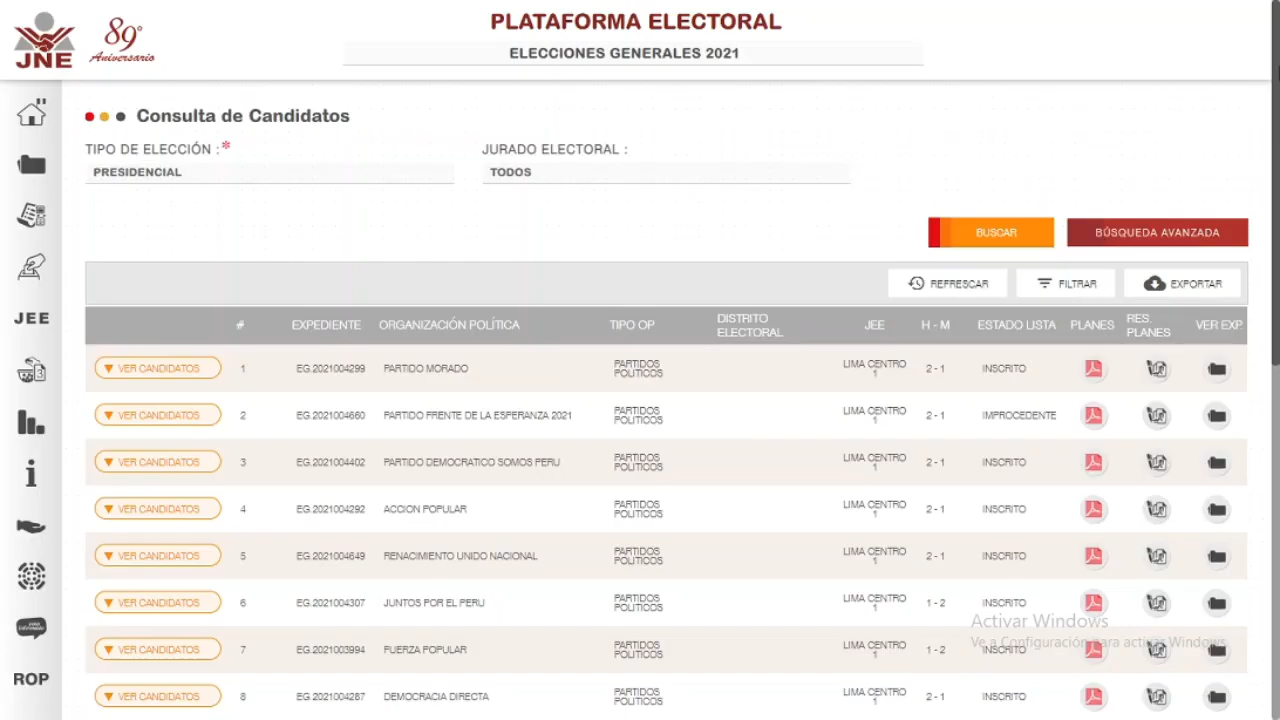 JNE
89°
Aniversario
PLATAFORMA ELECTORAL
ELECCIONES GENERALES 2021
Consulta de Candidatos
TIPO DE ELECCIÓN : *
JURADO ELECTORAL :
PRESIDENCIAL
TODOS
BUSCAR
BÚSQUEDA AVANZADA
REFRESCAR
FILTRAR
EXPORTAR
JEE
ROP
# EXPEDIENTE ORGANIZACIÓN POLÍTICA TIPO OP DISTRITO ELECTORAL JEE H - M ESTADO LISTA PLANES RES. PLANES VER EXP.
VER CANDIDATOS 1 EG.2021004299 PARTIDO MORADO PARTIDOS POLITICOS LIMA CENTRO 1 2 - 1 INSCRITO
VER CANDIDATOS 2 EG.2021004660 PARTIDO FRENTE DE LA ESPERANZA 2021 PARTIDOS POLITICOS LIMA CENTRO 1 2 - 1 IMPROCEDENTE
VER CANDIDATOS 3 EG.2021004402 PARTIDO DEMOCRATICO SOMOS PERU PARTIDOS POLITICOS LIMA CENTRO 1 2 - 1 INSCRITO
VER CANDIDATOS 4 EG.2021004292 ACCION POPULAR PARTIDOS POLITICOS LIMA CENTRO 1 2 - 1 INSCRITO
VER CANDIDATOS 5 EG.2021004649 RENACIMIENTO UNIDO NACIONAL PARTIDOS POLITICOS LIMA CENTRO 1 2 - 1 INSCRITO
VER CANDIDATOS 6 EG.2021004307 JUNTOS POR EL PERU PARTIDOS POLITICOS LIMA CENTRO 1 1 - 2 INSCRITO
VER CANDIDATOS 7 EG.2021003994 FUERZA POPULAR PARTIDOS POLITICOS LIMA CENTRO 1 1 - 2 INSCRITO
VER CANDIDATOS 8 EG.2021004287 DEMOCRACIA DIRECTA PARTIDOS POLITICOS LIMA CENTRO 1 2 - 1 INSCRITO
Activar Windows
Ve a Configuración para activar Windows.